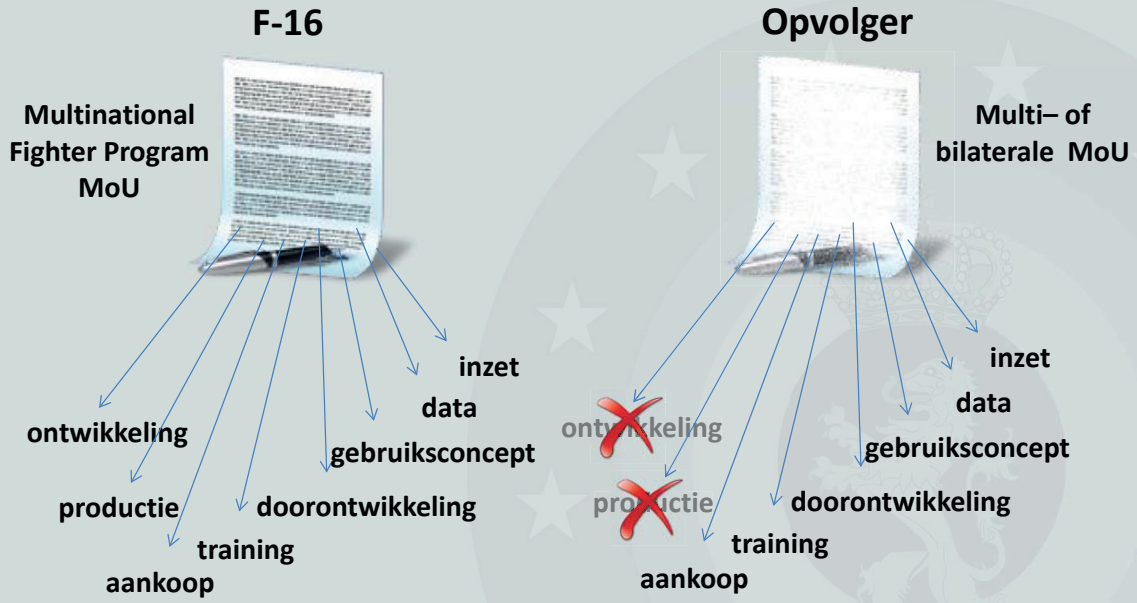 F-16
Multinational
Fighter Program
MoU
inzet
data
ontwikkeling
gebruiksconcept
productie
doorontwikkeling
training
aankoop
Opvolger
Multi– of
bilaterale MoU
inzet
data
ontwikkeling
gebruiksconcept
productie
doorontwikkeling
training
aankoop